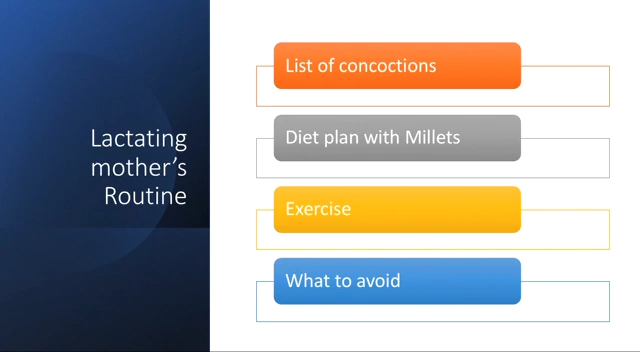 Lactating
mother’s
Routine
List of concoctions
Diet plan with Millets
Exercise
What to avoid